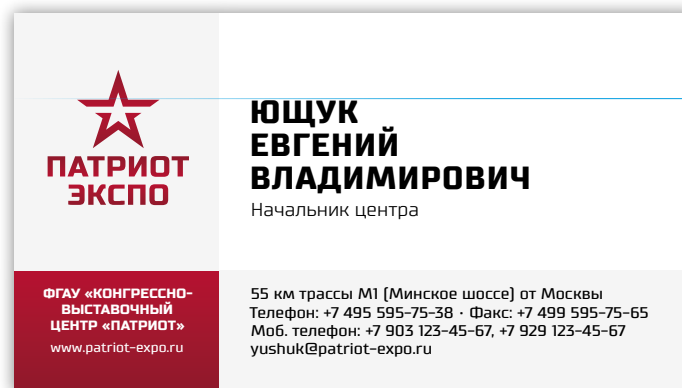 ПАТРИОТ
ЭКСПО
ЮЩУК
ЕВГЕНИЙ
ВЛАДИМИРОВИЧ
Начальник центра
ФГАУ «КОНГРЕССНО-
ВЫСТАВОЧНЫЙ
ЦЕНТР «ПАТРИОТ»
www.patriot-expo.ru
55 км трассы М1 (Минское шоссе) от Москвы
Телефон: +7 495 595-75-38 · Факс: +7 499 595-75-65
Моб. телефон: +7 903 123-45-67, +7 929 123-45-67
yushuk@patriot-expo.ru